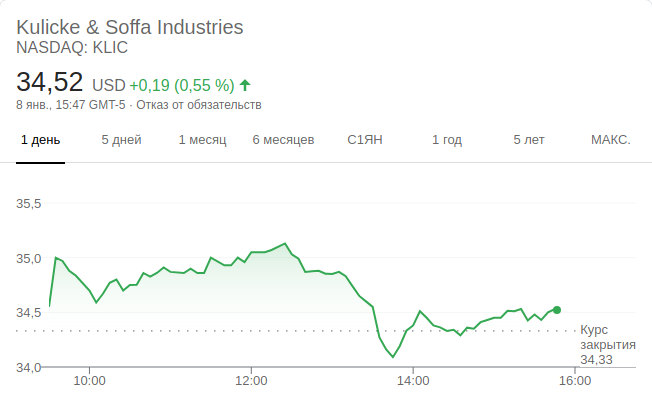 Kulicke & Soffa Industries
NASDAQ: KLIC
34,52 USD +0,19 (0,55 %)
8 янв., 15:47 GMT-5 · Отказ от обязательств
1 день 5 дней 1 месяц 6 месяцев С1ЯН 1 год 5 лет МАКС.
35,5
35,0
34,5
Курс
закрытия
34,33
34,0
10:00 12:00 14:00 16:00